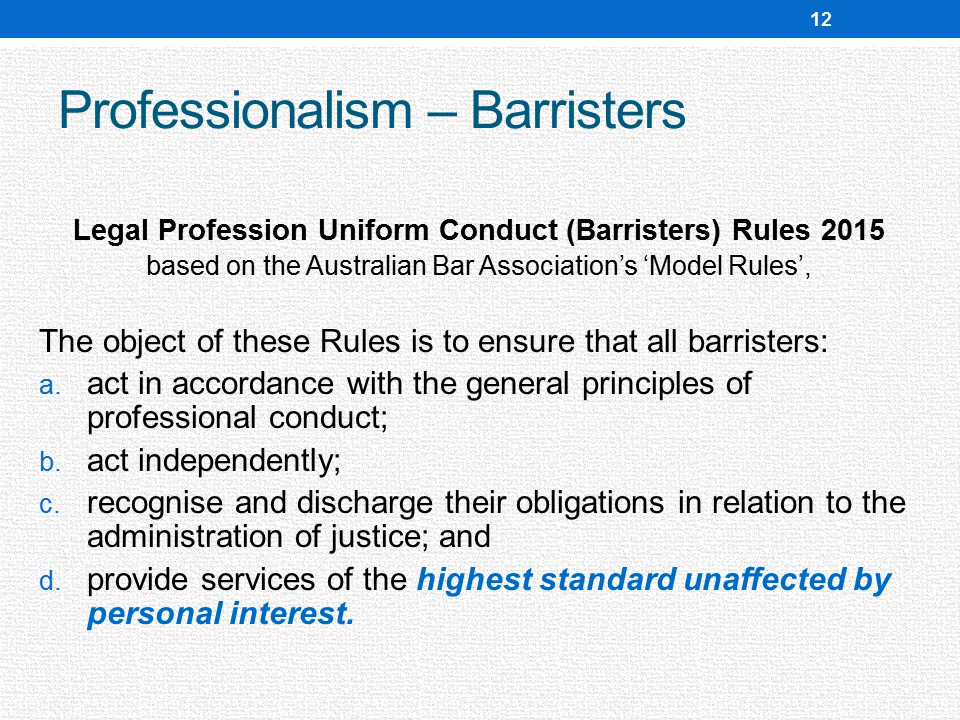 12
Professionalism – Barristers
Legal Profession Uniform Conduct (Barristers) Rules 2015
based on the Australian Bar Association’s ‘Model Rules’,
The object of these Rules is to ensure that all barristers:
a. act in accordance with the general principles of
professional conduct;
b. act independently;
c. recognise and discharge their obligations in relation to the
administration of justice; and
d. provide services of the highest standard unaffected by
personal interest.